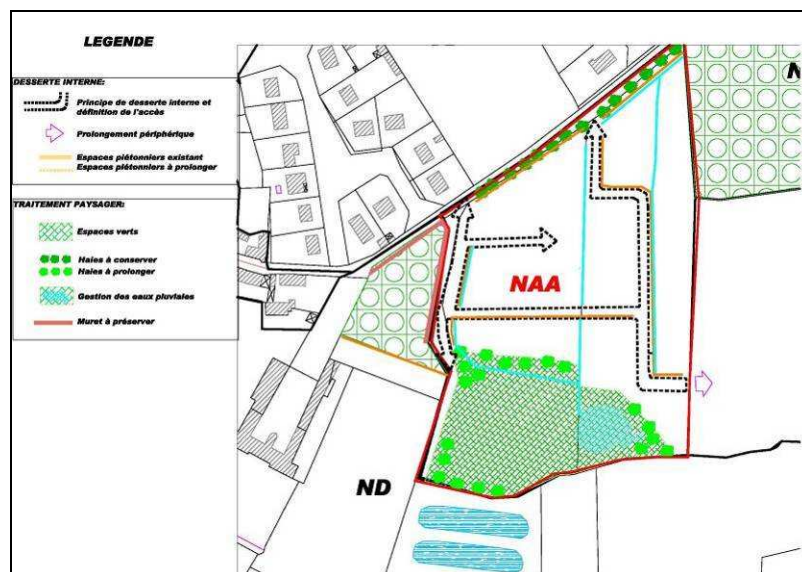 LEGENDE
DESSERTE INTERNE:
Principe de desserte interne et
définition de l'accès
Prolongement périphérique
Espaces piétonniers existant
Espaces piétonniers à prolonger
TRAITEMENT PAYSAGER:
Espaces verts
Haies à conserver
Haies à prolonger
Gestion des eaux pluviales
Muret à préserver
N
NAA
ND